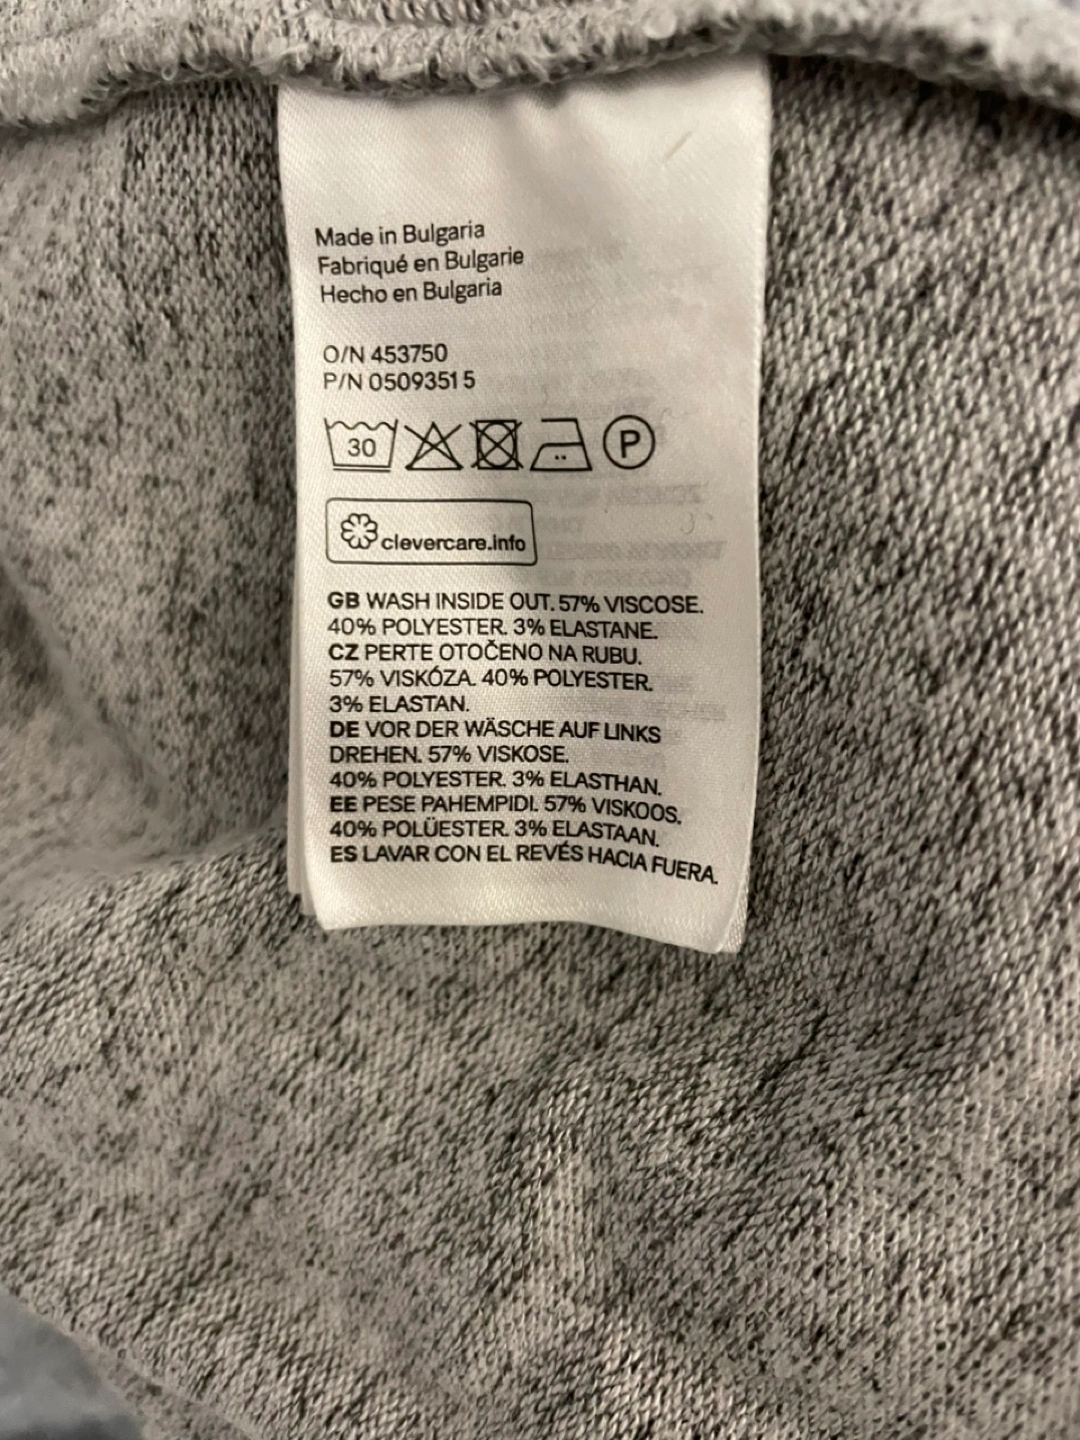 Made in Bulgaria
Fabriqué en Bulgarie
Hecho en Bulgaria
O/N 453750
P/N 05093515
30 P
clevercare.info
GB WASH INSIDE OUT. 57% VISCOSE.
40% POLYESTER. 3% ELASTANE.
CZ PERTE OTOČENO NA RUBU.
57% VISKÓZA. 40% POLYESTER.
3% ELASTAN.
DE VOR DER WÄSCHE AUF LINKS
DREHEN. 57% VISKOSE.
40% POLYESTER. 3% ELASTHAN.
EE PESE PAHEMPIDI. 57% VISKOOS.
40% POLÜESTER. 3% ELASTAAN.
ES LAVAR CON EL REVÉS HACIA FUERA.